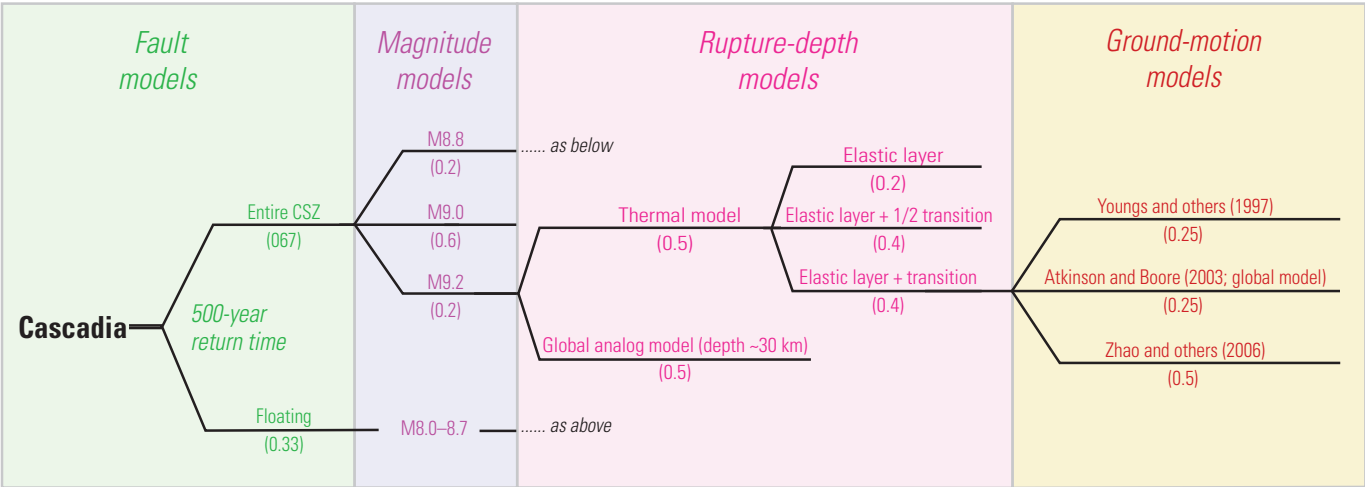 Fault
models
Magnitude
models
Rupture-depth
models
Ground-motion
models
Cascadia
500-year
return time
Entire CSZ
(067)
Floating
(0.33)
M8.8
(0.2)
M9.0
(0.6)
M9.2
(0.2)
M8.0–8.7
...... as below
...... as above
Thermal model
(0.5)
Global analog model (depth ~30 km)
(0.5)
Elastic layer
(0.2)
Elastic layer + 1/2 transition
(0.4)
Elastic layer + transition
(0.4)
Youngs and others (1997)
(0.25)
Atkinson and Boore (2003; global model)
(0.25)
Zhao and others (2006)
(0.5)